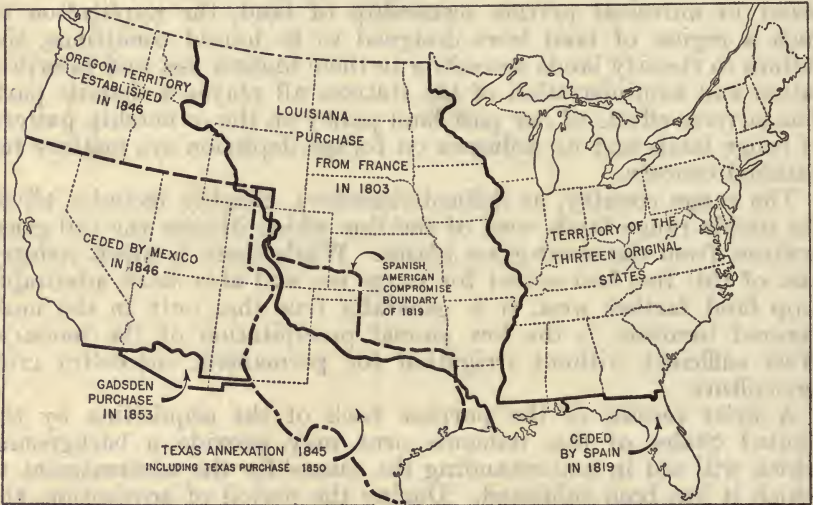 OREGON TERRITORY
ESTABLISHED
IN 1846
LOUISIANA
PURCHASE
FROM FRANCE
IN 1803
TERRITORY OF THE
THIRTEEN ORIGINAL
STATES
CEDED BY MEXICO
IN 1846
SPANISH
AMERICAN
COMPROMISE
BOUNDARY
OF 1819
GADSDEN
PURCHASE
IN 1853
TEXAS ANNEXATION 1845
INCLUDING TEXAS PURCHASE 1850
CEDED
BY SPAIN
IN 1819